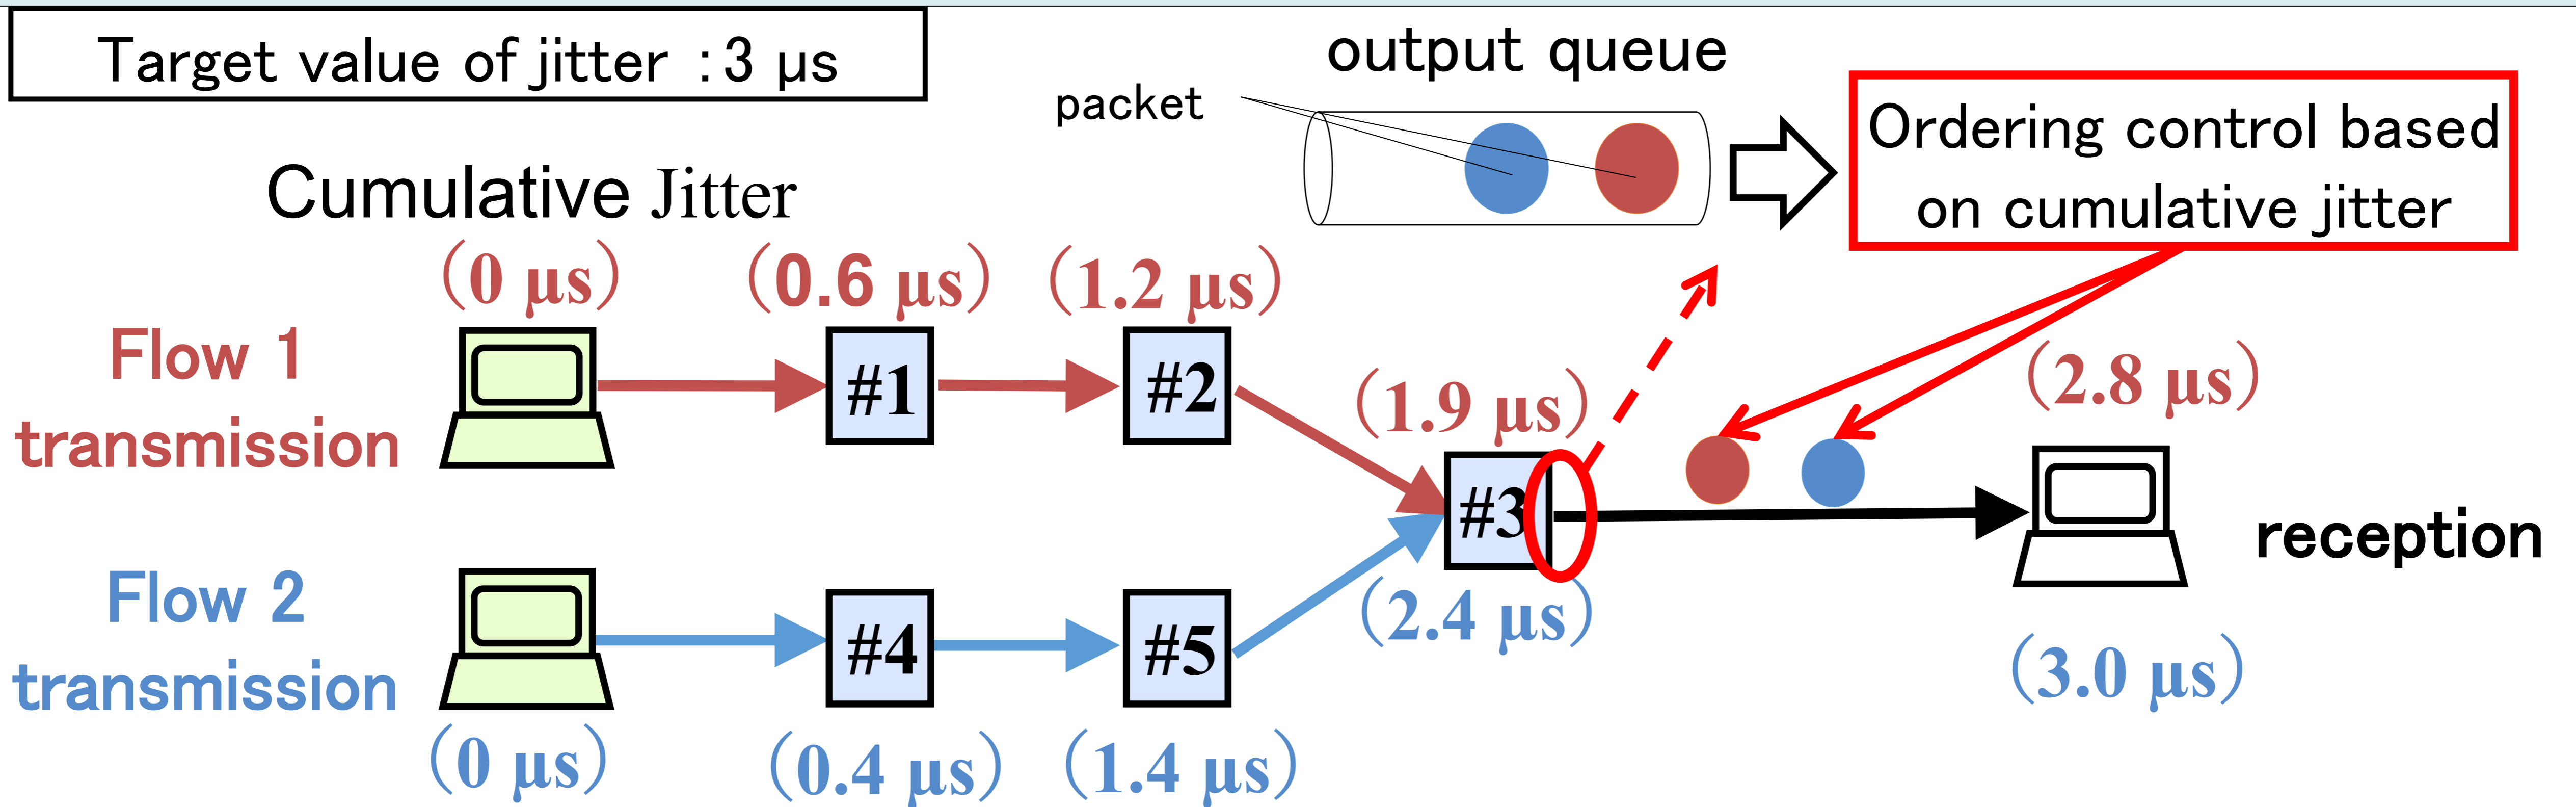 Target value of jitter :3 μs
output queue
packet
Ordering control based
on cumulative jitter
Cumulative Jitter
(0 μs)
(0.6 μs)
(1.2 μs)
Flow 1
transmission
#1
#2
(1.9 μs)
(2.8 μs)
#3
reception
Flow 2
transmission
#4
#5
(2.4 μs)
(3.0 μs)
(0 μs)
(0.4 μs)
(1.4 μs)